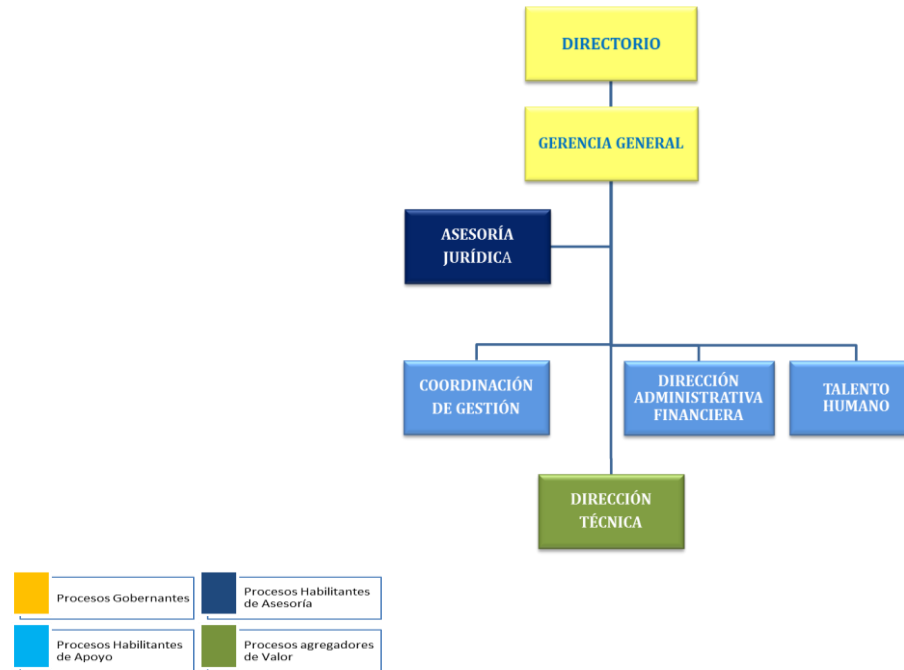 DIRECTORIO
GERENCIA GENERAL
ASESORÍA
JURÍDICA
COORDINACIÓN
DE GESTIÓN
DIRECCIÓN
ADMINISTRATIVA
FINANCIERA
TALENTO
HUMANO
DIRECCIÓN
TÉCNICA
Procesos Gobernantes
Procesos Habilitantes
de Asesoría
Procesos Habilitantes
de Apoyo
Procesos agregadores
de Valor